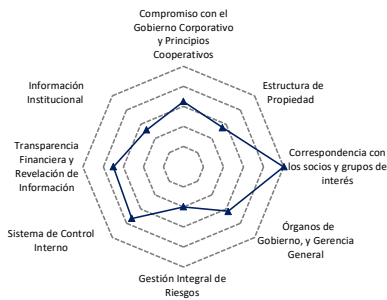 Compromiso con el
Gobierno Corporativo
y Principios
Cooperativos
Estructura de
Propiedad
Correspondencia con
los socios y grupos de
interés
Órganos de
Gobierno, y Gerencia
General
Gestión Integral de
Riesgos
Sistema de Control
Interno
Transparencia
Financiera y
Revelación de
Información
Información
Institucional